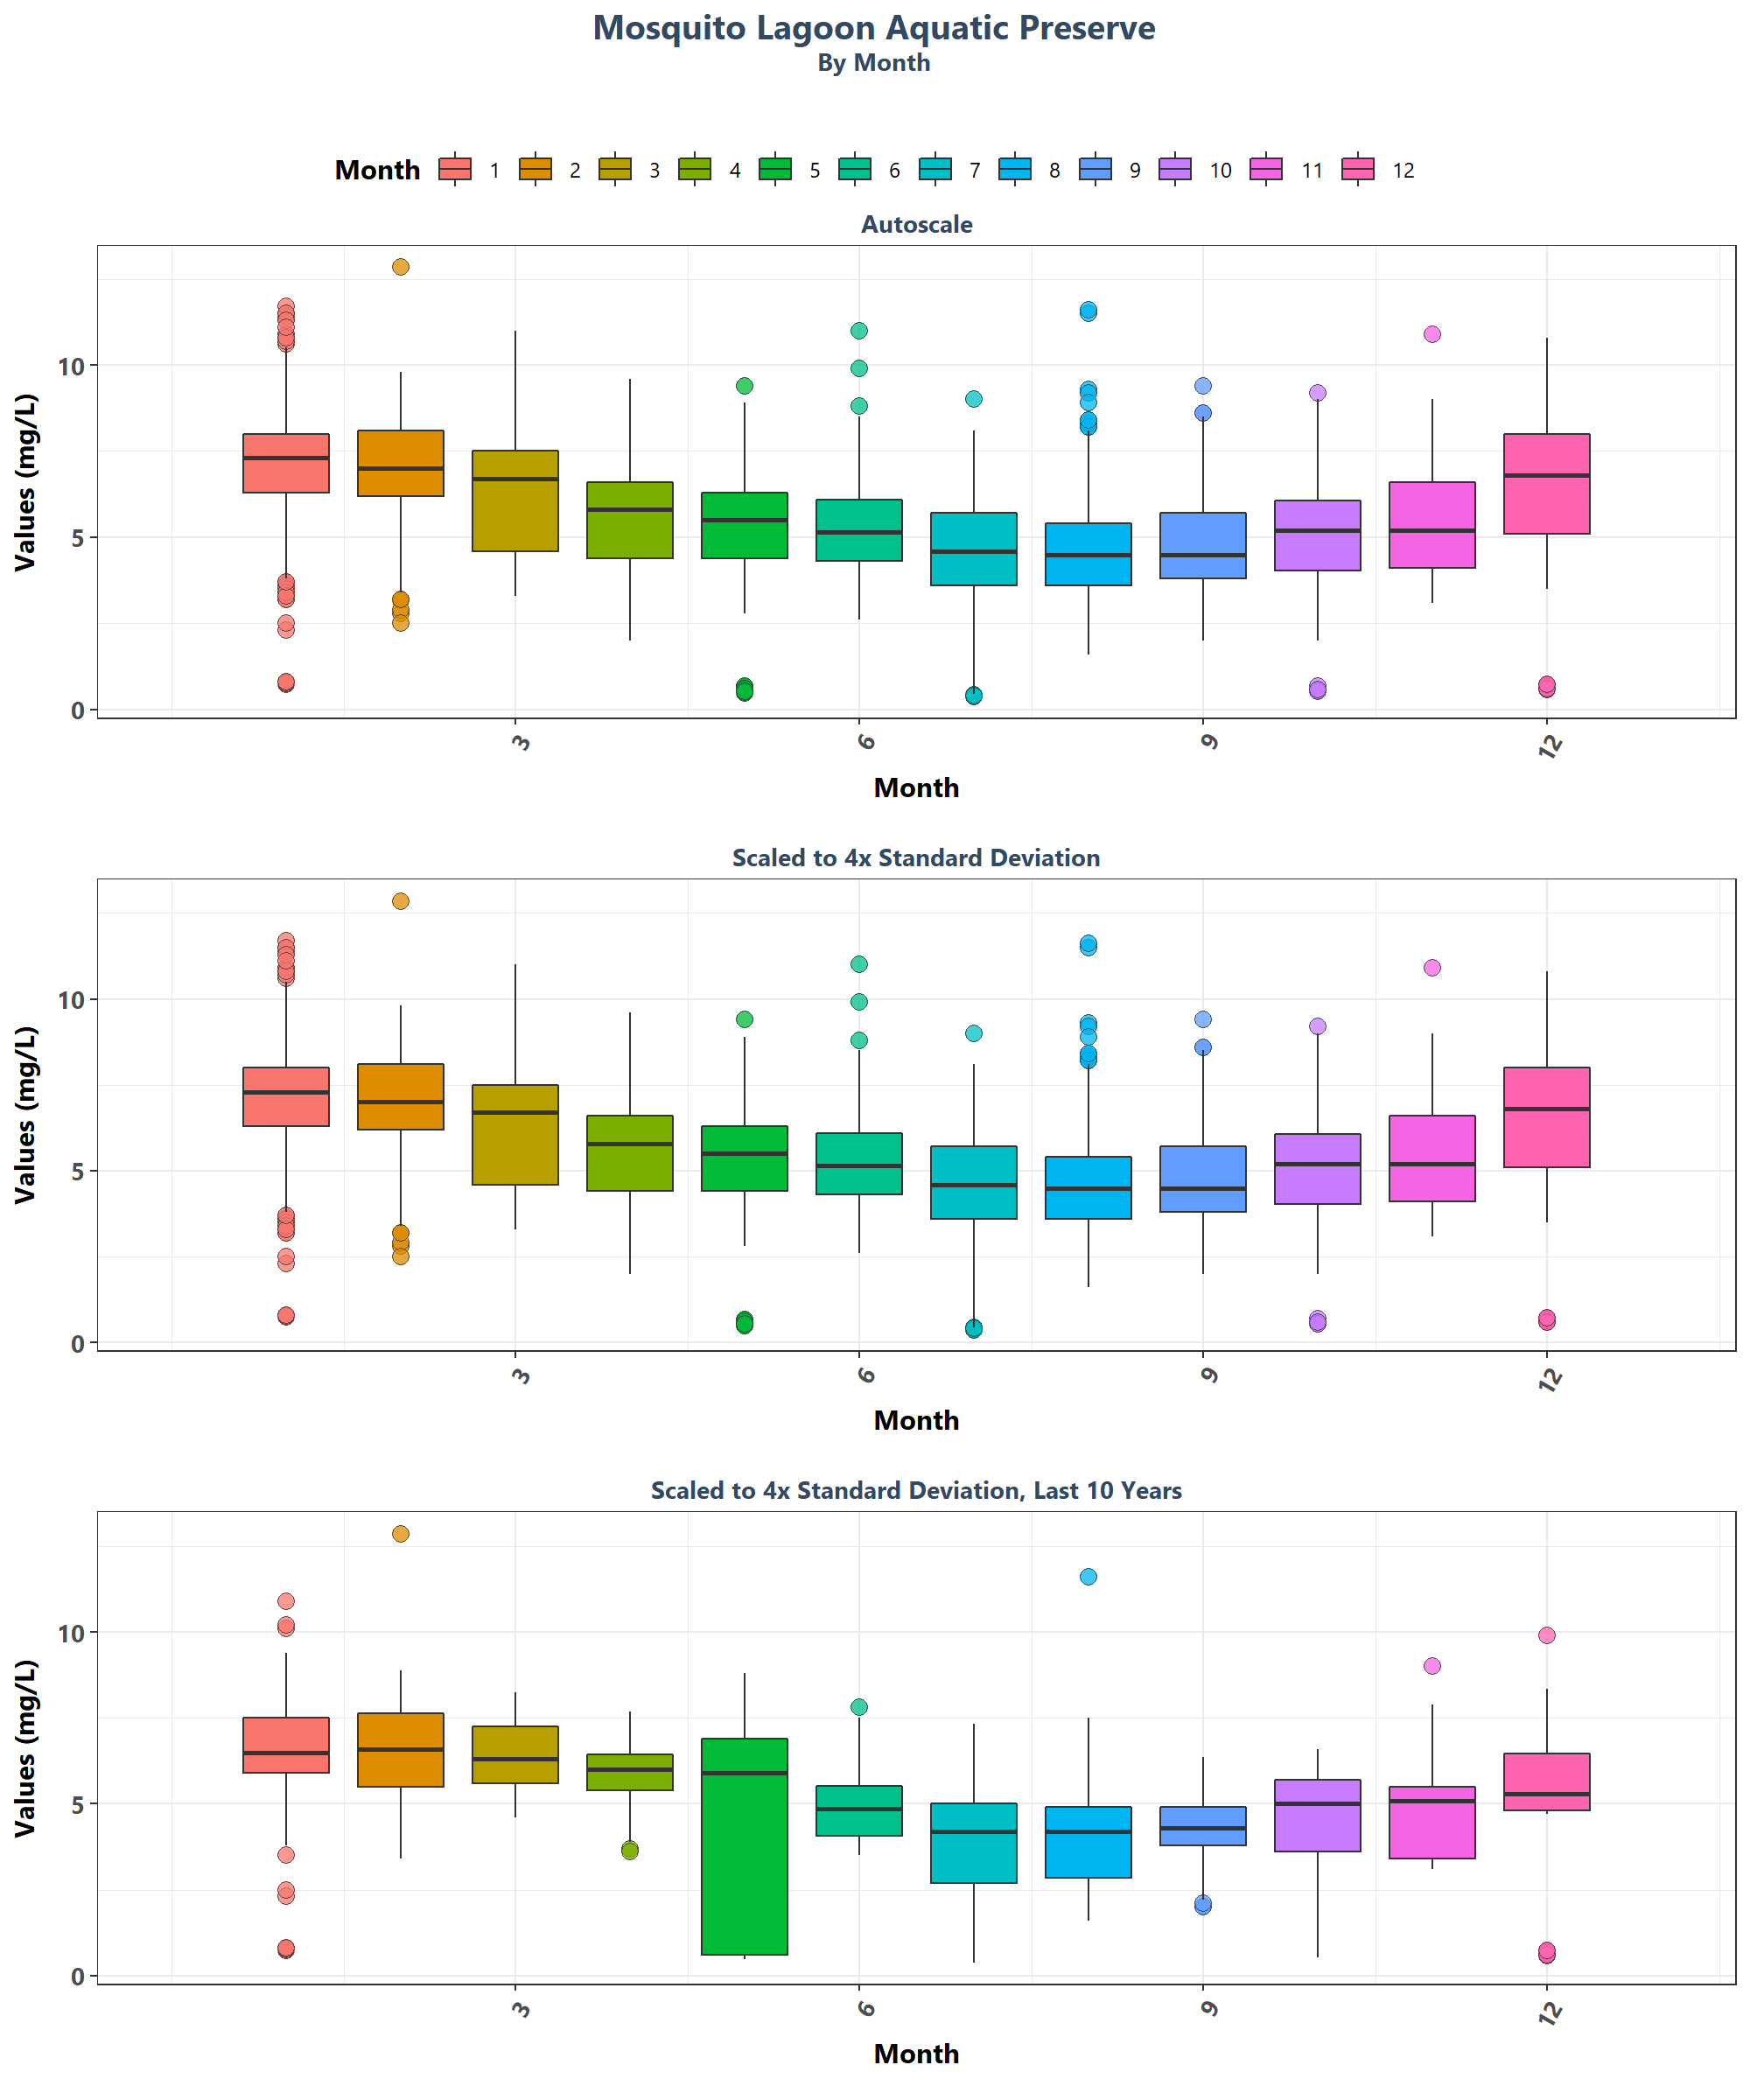 Mosquito Lagoon Aquatic Preserve
By Month
Month 1 2 3 4 5 6 7 8 9 10 11 12
Autoscale
Values (mg/L)
10
5
0
3 6 9 12
Month
Scaled to 4x Standard Deviation
Values (mg/L)
10
5
0
3 6 9 12
Month
Scaled to 4x Standard Deviation, Last 10 Years
Values (mg/L)
10
5
0
3 6 9 12
Month